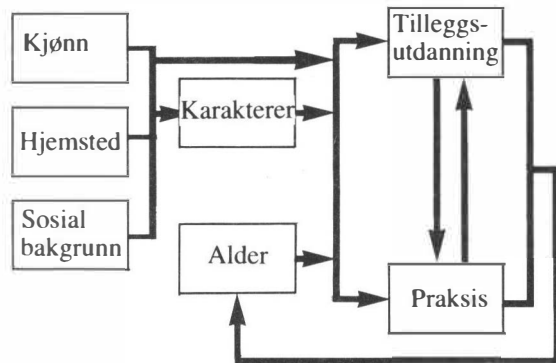 Kjønn
Hjemsted
Sosial
bakgrunn
Karakterer
Alder
Tilleggs-
utdanning
Praksis